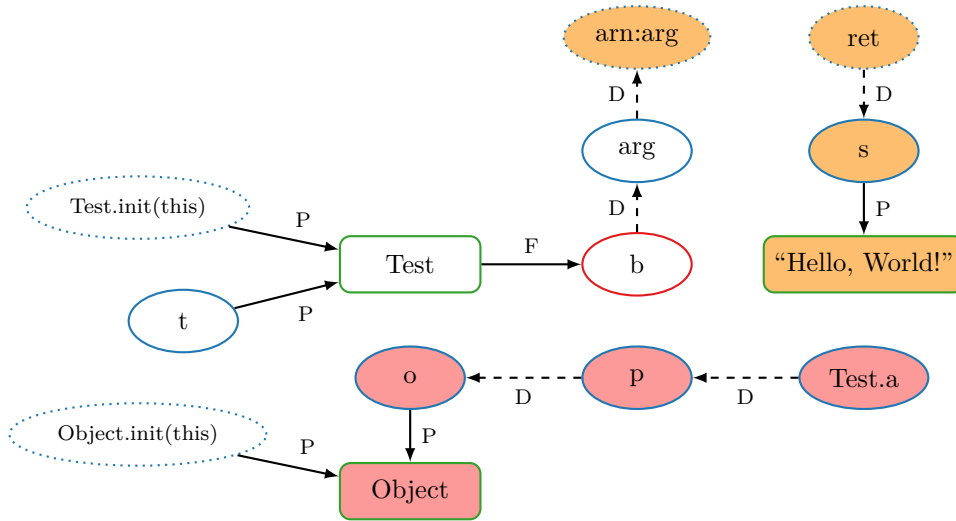 arn:arg
ret
D
D
arg
s
Test.init(this)
D
P
P
F
Test
b
“Hello, World!”
P
t
o
p
Test.a
D
D
Object.init(this)
P
P
Object